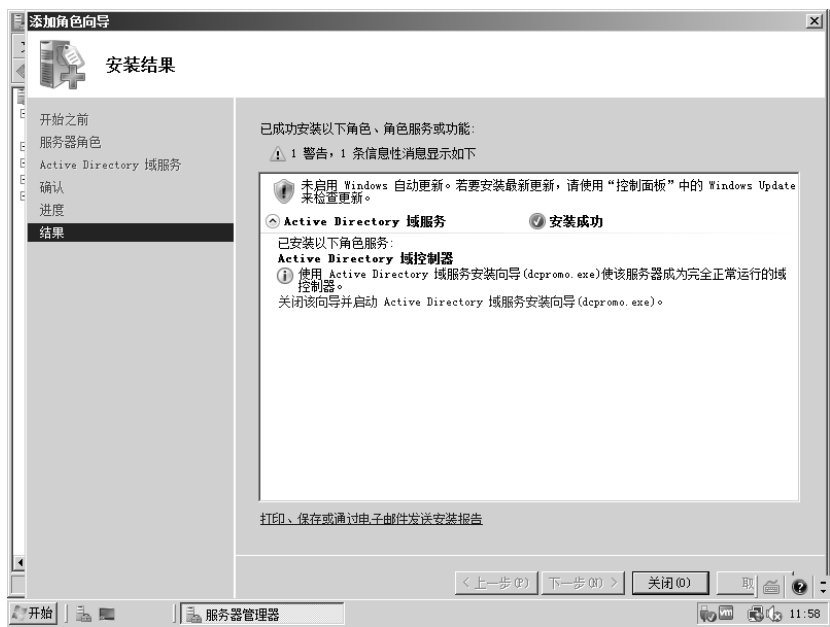 添加角色向导
安装结果
开始之前
服务器角色
Active Directory 域服务
确认
进度
结果
已成功安装以下角色、角色服务或功能:
1 警告，1 条信息性消息显示如下
未启用 Windows 自动更新。若要安装最新更新，请使用“控制面板”中的 Windows Update
来检查更新。
Active Directory 域服务 安装成功
已安装以下角色服务:
Active Directory 域控制器
使用 Active Directory 域服务安装向导(dcpromo.exe)使该服务器成为完全正常运行的域
控制器。
关闭该向导并启动 Active Directory 域服务安装向导(dcpromo.exe)。
打印、保存或通过电子邮件发送安装报告
< 上一步(P) 下一步(N) > 关闭(O) 取
开始 服务器管理器 11:58